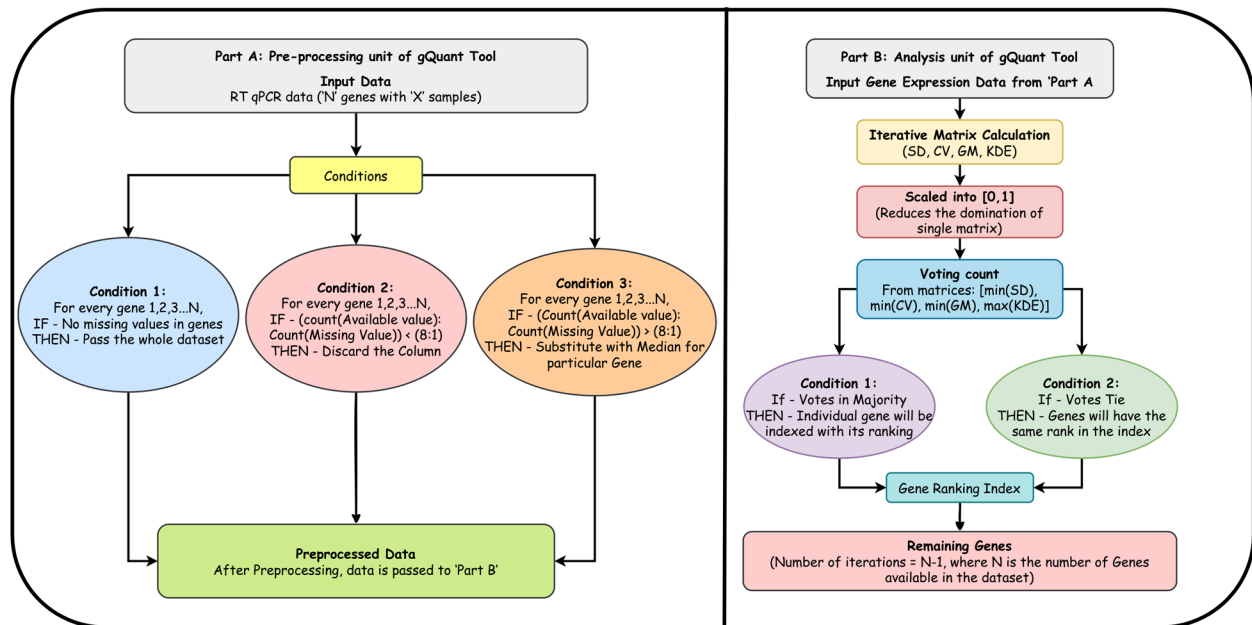 Part A: Pre-processing unit of gQuant Tool
Input Data
RT qPCR data ('N' genes with 'X' samples)
Conditions
Condition 1:
For every gene 1,2,3...N,
IF - No missing values in genes
THEN - Pass the whole dataset
Condition 2:
For every gene 1,2,3...N,
IF - (count(Available value):
Count(Missing Value)) < (8:1)
THEN - Discard the Column
Condition 3:
For every gene 1,2,3...N,
IF - (Count(Available value):
Count(Missing Value)) > (8:1)
THEN - Substitute with Median for
particular Gene
Preprocessed Data
After Preprocessing, data is passed to 'Part B'
Part B: Analysis unit of gQuant Tool
Input Gene Expression Data from 'Part A
Iterative Matrix Calculation
(SD, CV, GM, KDE)
Scaled into [0,1]
(Reduces the domination of
single matrix)
Voting count
From matrices: [min(SD),
min(CV), min(GM), max(KDE)]
Condition 1:
If - Votes in Majority
THEN - Individual gene will be
indexed with its ranking
Condition 2:
If - Votes Tie
THEN - Genes will have the
same rank in the index
Gene Ranking Index
Remaining Genes
(Number of iterations = N-1, where N is the number of Genes
available in the dataset)